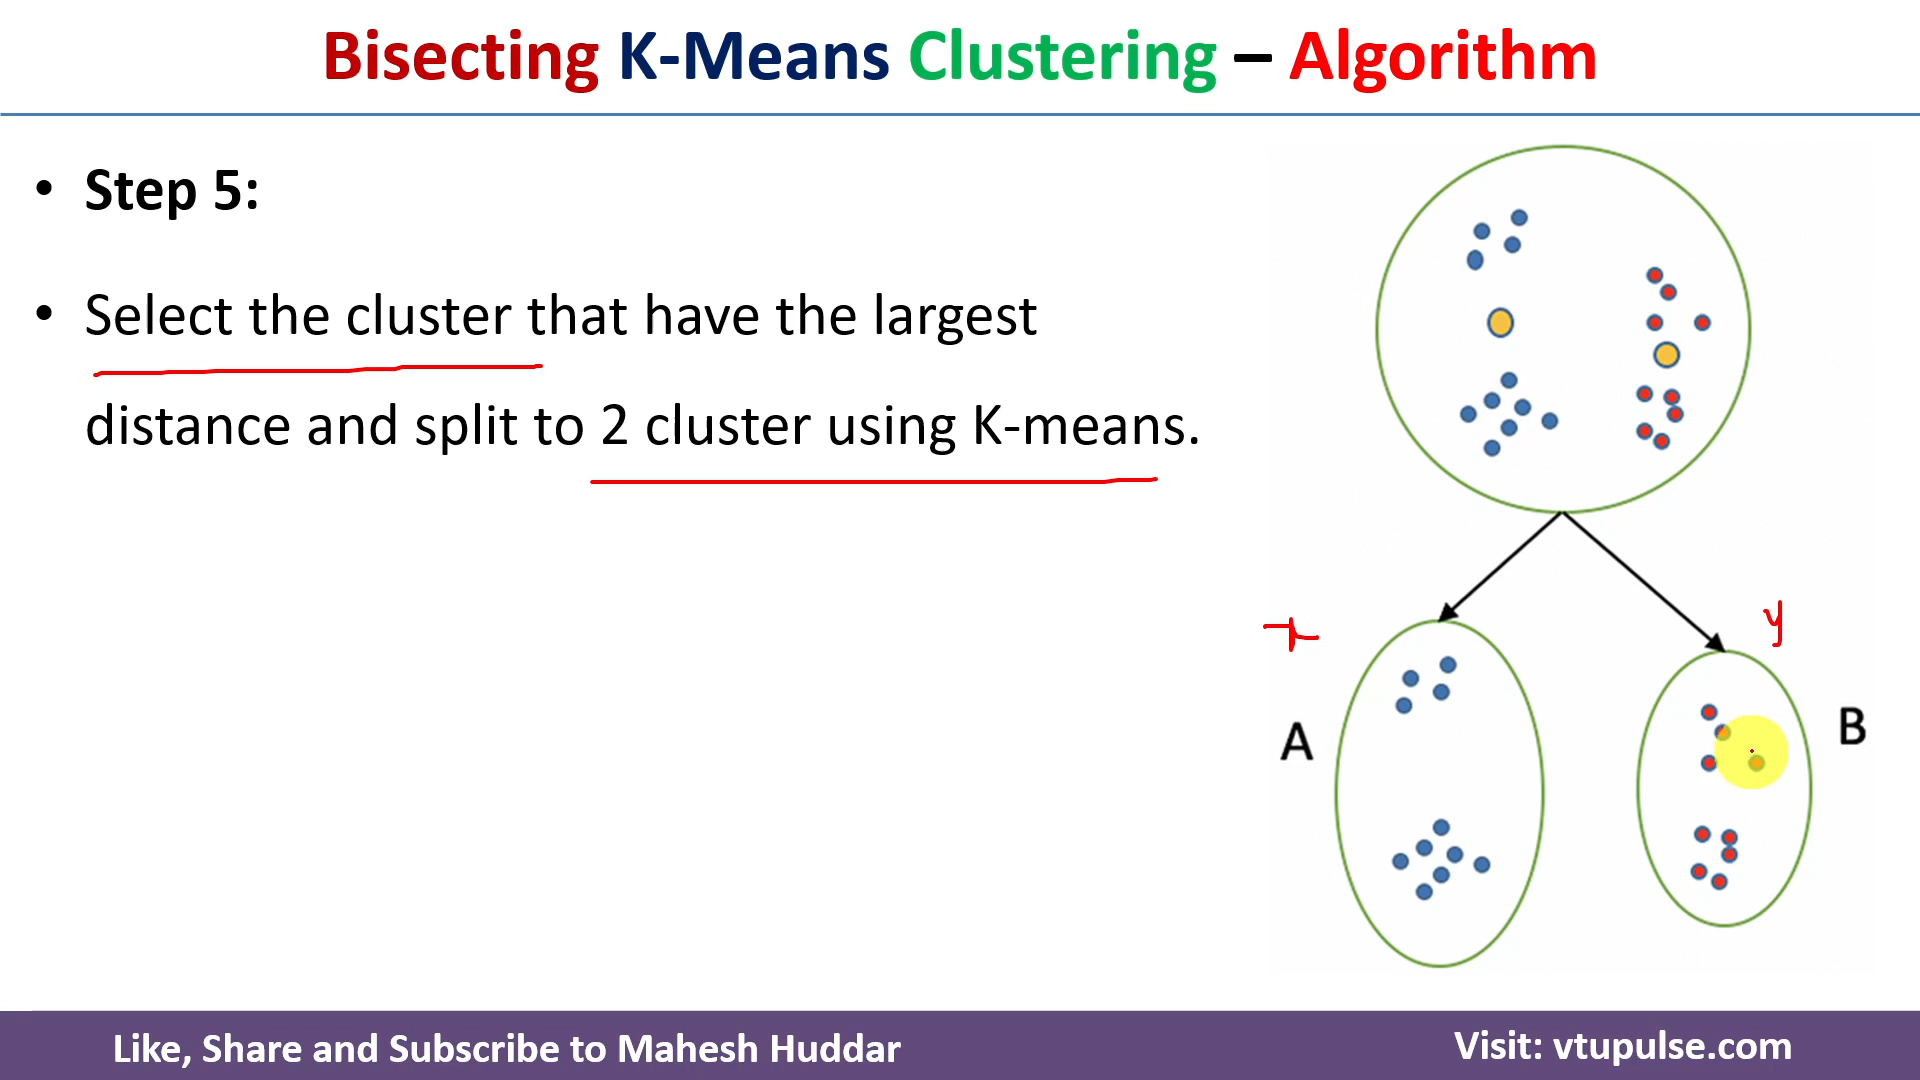 Bisecting K-Means Clustering – Algorithm
• Step 5:
• Select the cluster that have the largest
distance and split to 2 cluster using K-means.
x
y
A
B
Like, Share and Subscribe to Mahesh Huddar
Visit: vtupulse.com